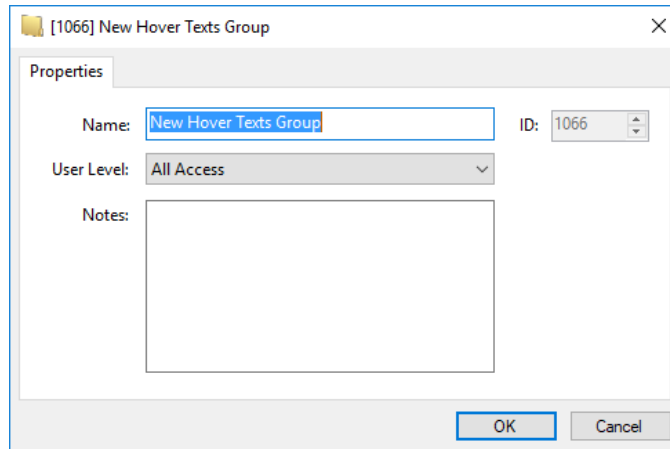 [1066] New Hover Texts Group
Properties
Name: New Hover Texts Group ID: 1066
User Level: All Access
Notes:
OK Cancel